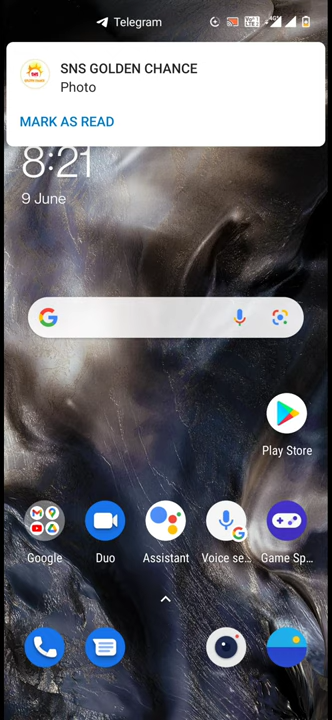 Telegram
SNS GOLDEN CHANCE
Photo
MARK AS READ
8:21
9 June
Play Store
Google
Duo
Assistant
Voice se...
Game Sp...